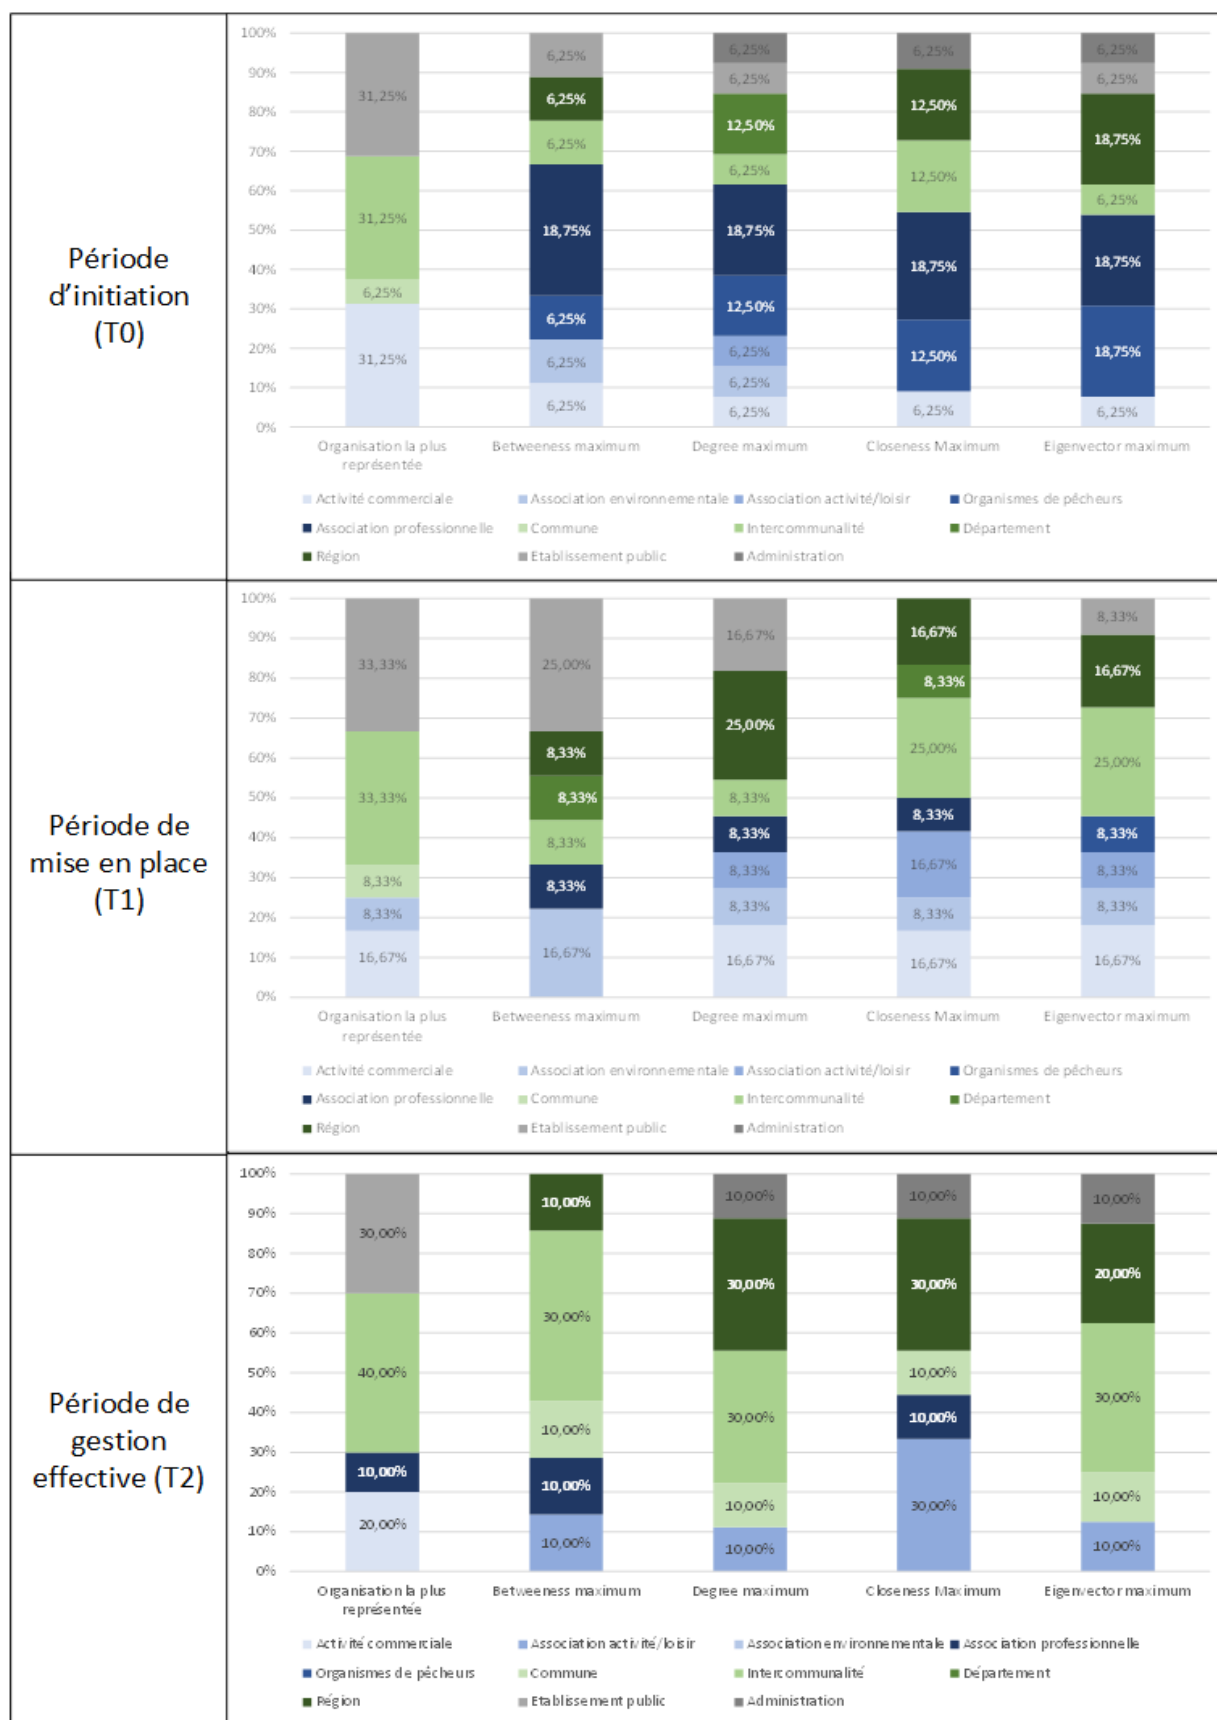 Période
d'initiation
(T0)
100%
90%
80%
70%
60%
50%
40%
30%
20%
10%
0%
31,25%
31,25%
6,25%
31,25%
6,25%
6,25%
6,25%
18,75%
6,25%
6,25%
6,25%
6,25%
6,25%
12,50%
6,25%
18,75%
12,50%
6,25%
6,25%
6,25%
6,25%
12,50%
12,50%
18,75%
12,50%
6,25%
6,25%
6,25%
18,75%
6,25%
18,75%
18,75%
6,25%
Organisation la plus
représentée
Betweeness maximum
Degree maximum
Closeness Maximum
Eigenvector maximum
Activité commerciale
Association environnementale
Association activité/loisir
Organismes de pêcheurs
Association professionnelle
Commune
Intercommunalité
Département
Région
Etablissement public
Administration
Période de
mise en place
(T1)
100%
90%
80%
70%
60%
50%
40%
30%
20%
10%
0%
33,33%
33,33%
8,33%
8,33%
16,67%
25,00%
8,33%
8,33%
8,33%
8,33%
16,67%
16,67%
25,00%
8,33%
8,33%
8,33%
8,33%
16,67%
16,67%
8,33%
25,00%
8,33%
16,67%
8,33%
16,67%
8,33%
16,67%
25,00%
8,33%
8,33%
8,33%
16,67%
Organisation la plus
représentée
Betweeness maximum
Degree maximum
Closeness Maximum
Eigenvector maximum
Activité commerciale
Association environnementale
Association activité/loisir
Organismes de pêcheurs
Association professionnelle
Commune
Intercommunalité
Département
Région
Etablissement public
Administration
Période de
gestion
effective (T2)
100%
90%
80%
70%
60%
50%
40%
30%
20%
10%
0%
30,00%
40,00%
10,00%
20,00%
10,00%
30,00%
10,00%
10,00%
10,00%
10,00%
30,00%
30,00%
10,00%
10,00%
10,00%
30,00%
10,00%
10,00%
30,00%
10,00%
20,00%
30,00%
10,00%
10,00%
Organisation la plus
représentée
Betweeness maximum
Degree maximum
Closeness Maximum
Eigenvector maximum
Activité commerciale
Association activité/loisir
Association environnementale
Association professionnelle
Organismes de pêcheurs
Commune
Intercommunalité
Département
Région
Etablissement public
Administration